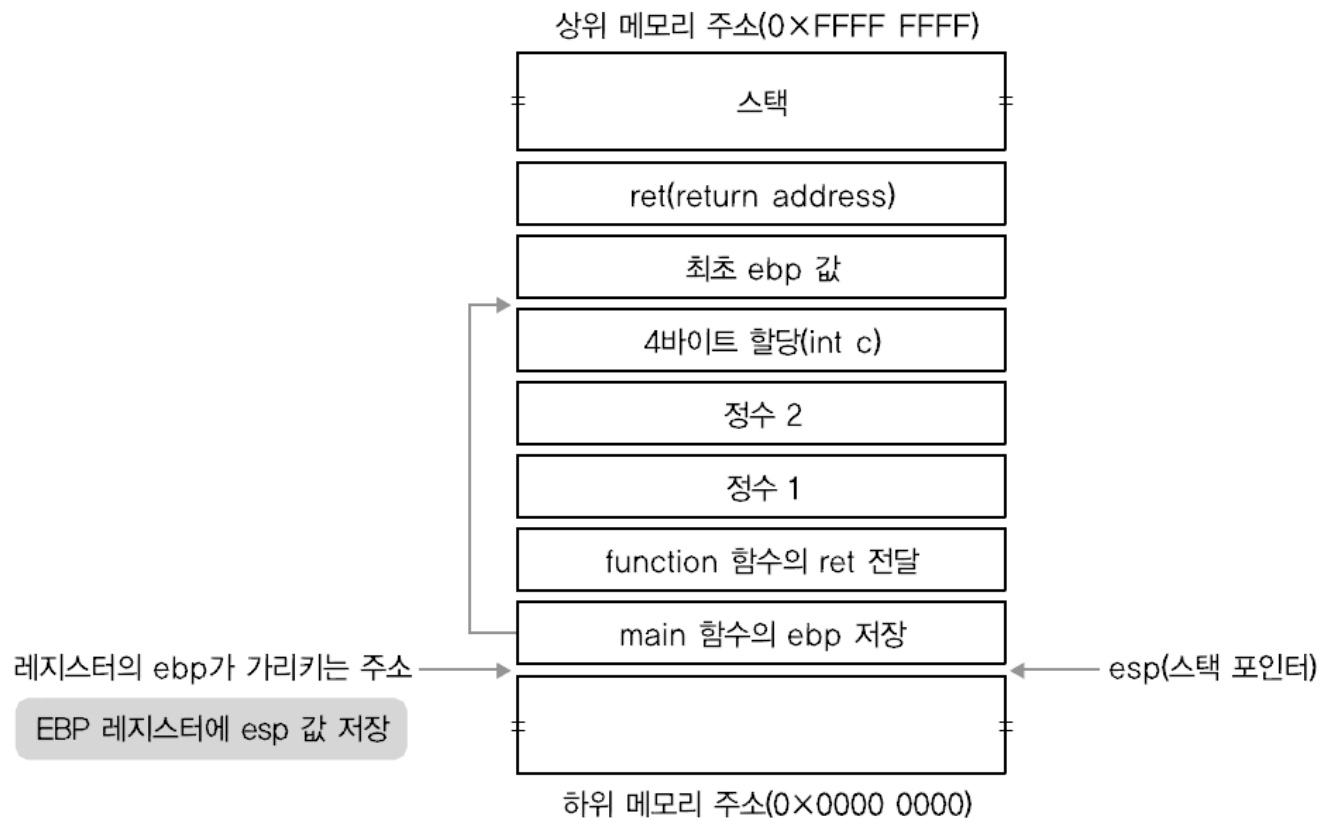 상위 메모리 주소(0×FFFF FFFF)
스택
ret(return address)
최초 ebp 값
4바이트 할당(int c)
정수 2
정수 1
function 함수의 ret 전달
main 함수의 ebp 저장
레지스터의 ebp가 가리키는 주소
esp(스택 포인터)
EBP 레지스터에 esp 값 저장
하위 메모리 주소(0×0000 0000)